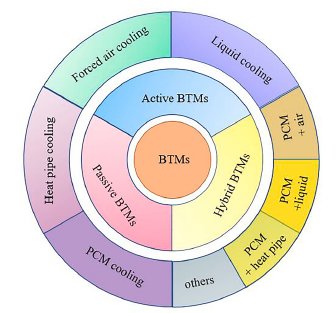 Forced air cooling
Liquid cooling
PCM
+ air
PCM
+liquid
PCM
+ heat pipe
others
PCM cooling
Heat pipe cooling
Active BTMs
Hybrid BTMs
Passive BTMs
BTMs